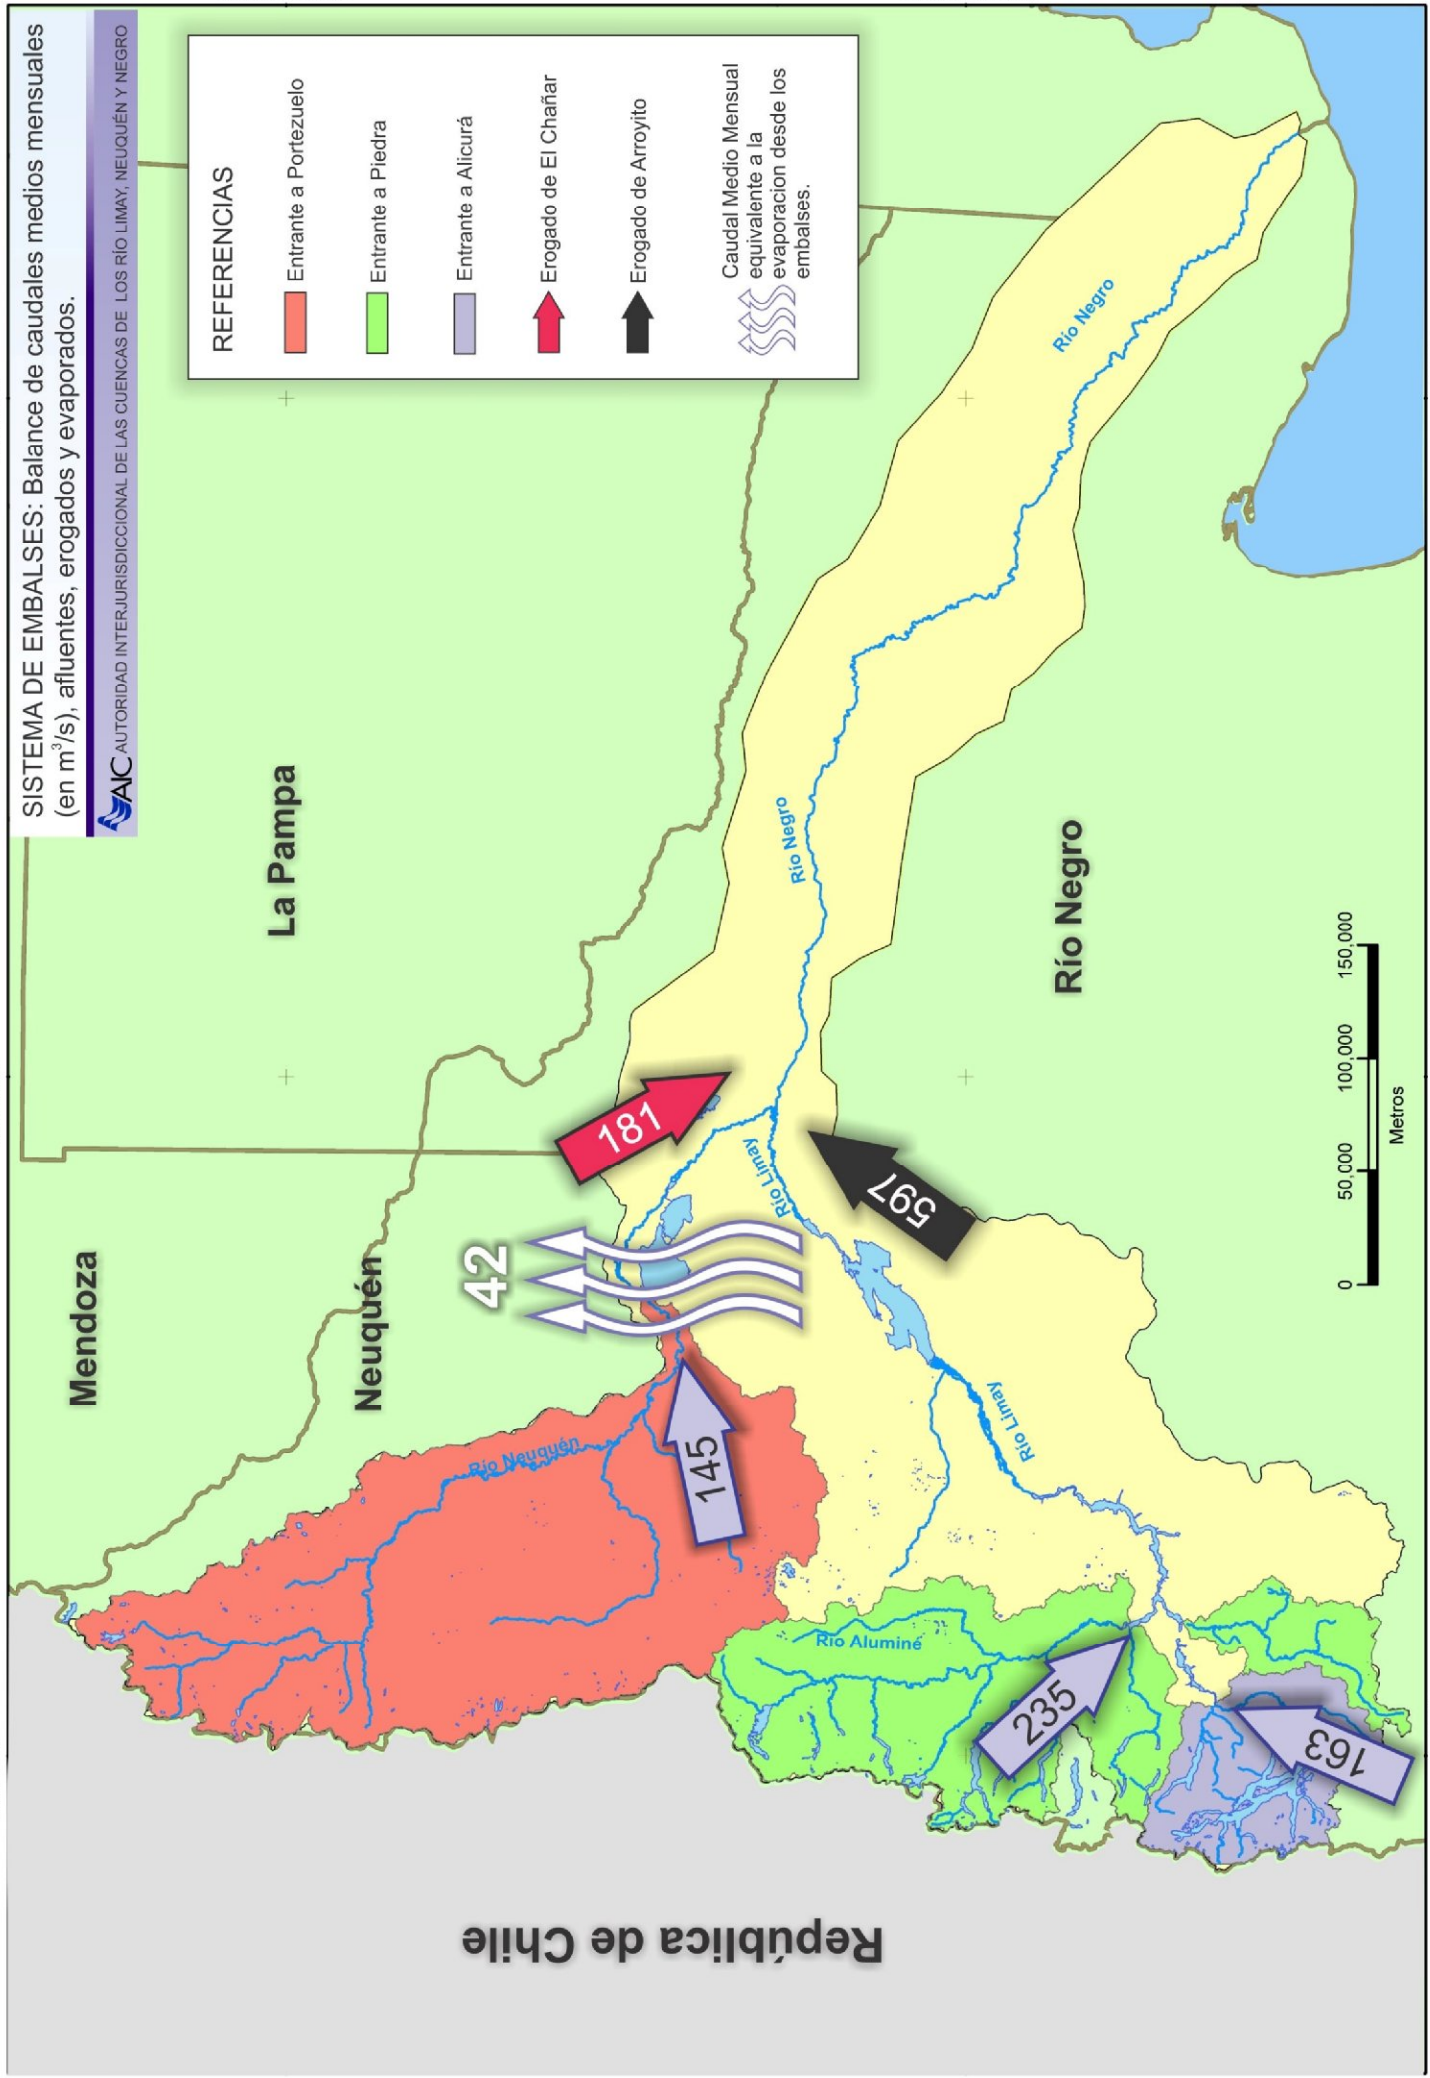 SISTEMA DE EMBALSES: Balance de caudales medios mensuales
(en m³/s), afluentes, erogados y evaporados.
AIC AUTORIDAD INTERJURISDICCIONAL DE LAS CUENCAS DE LOS RÍO LIMAY, NEUQUÉN Y NEGRO
REFERENCIAS
Entrante a Portezuelo
Entrante a Piedra
Entrante a Alicurá
Erogado de El Chañar
Erogado de Arroyito
Caudal Medio Mensual
equivalente a la
evaporacion desde los
embalses.
Mendoza
La Pampa
Neuquén
Río Negro
República de Chile
Río Neuquén
Río Aluminé
Río Limay
Río Limay
Río Negro
Río Negro
42
145
181
597
235
163
0 50,000 100,000 150,000
Metros